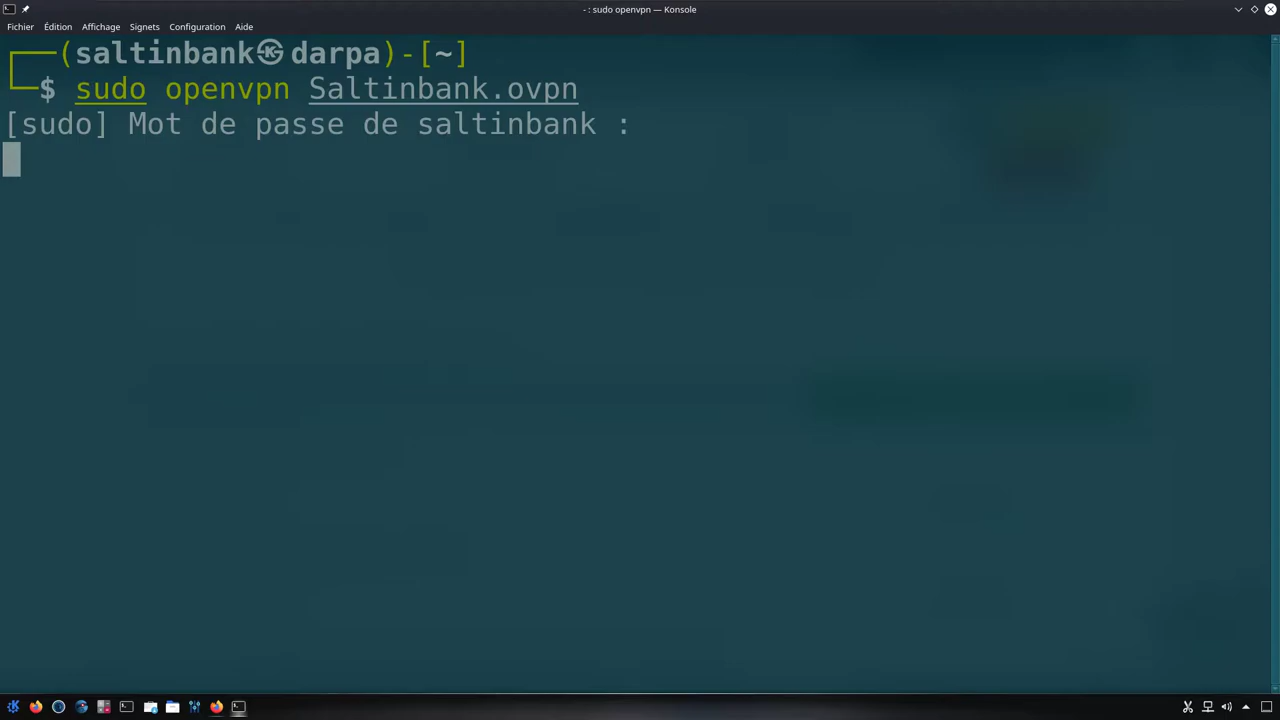 - : sudo openvpn — Konsole
Fichier Édition Affichage Signets Configuration Aide
┌──(saltinbank㉿darpa)-[~]
└─$ sudo openvpn Saltinbank.ovpn
[sudo] Mot de passe de saltinbank :